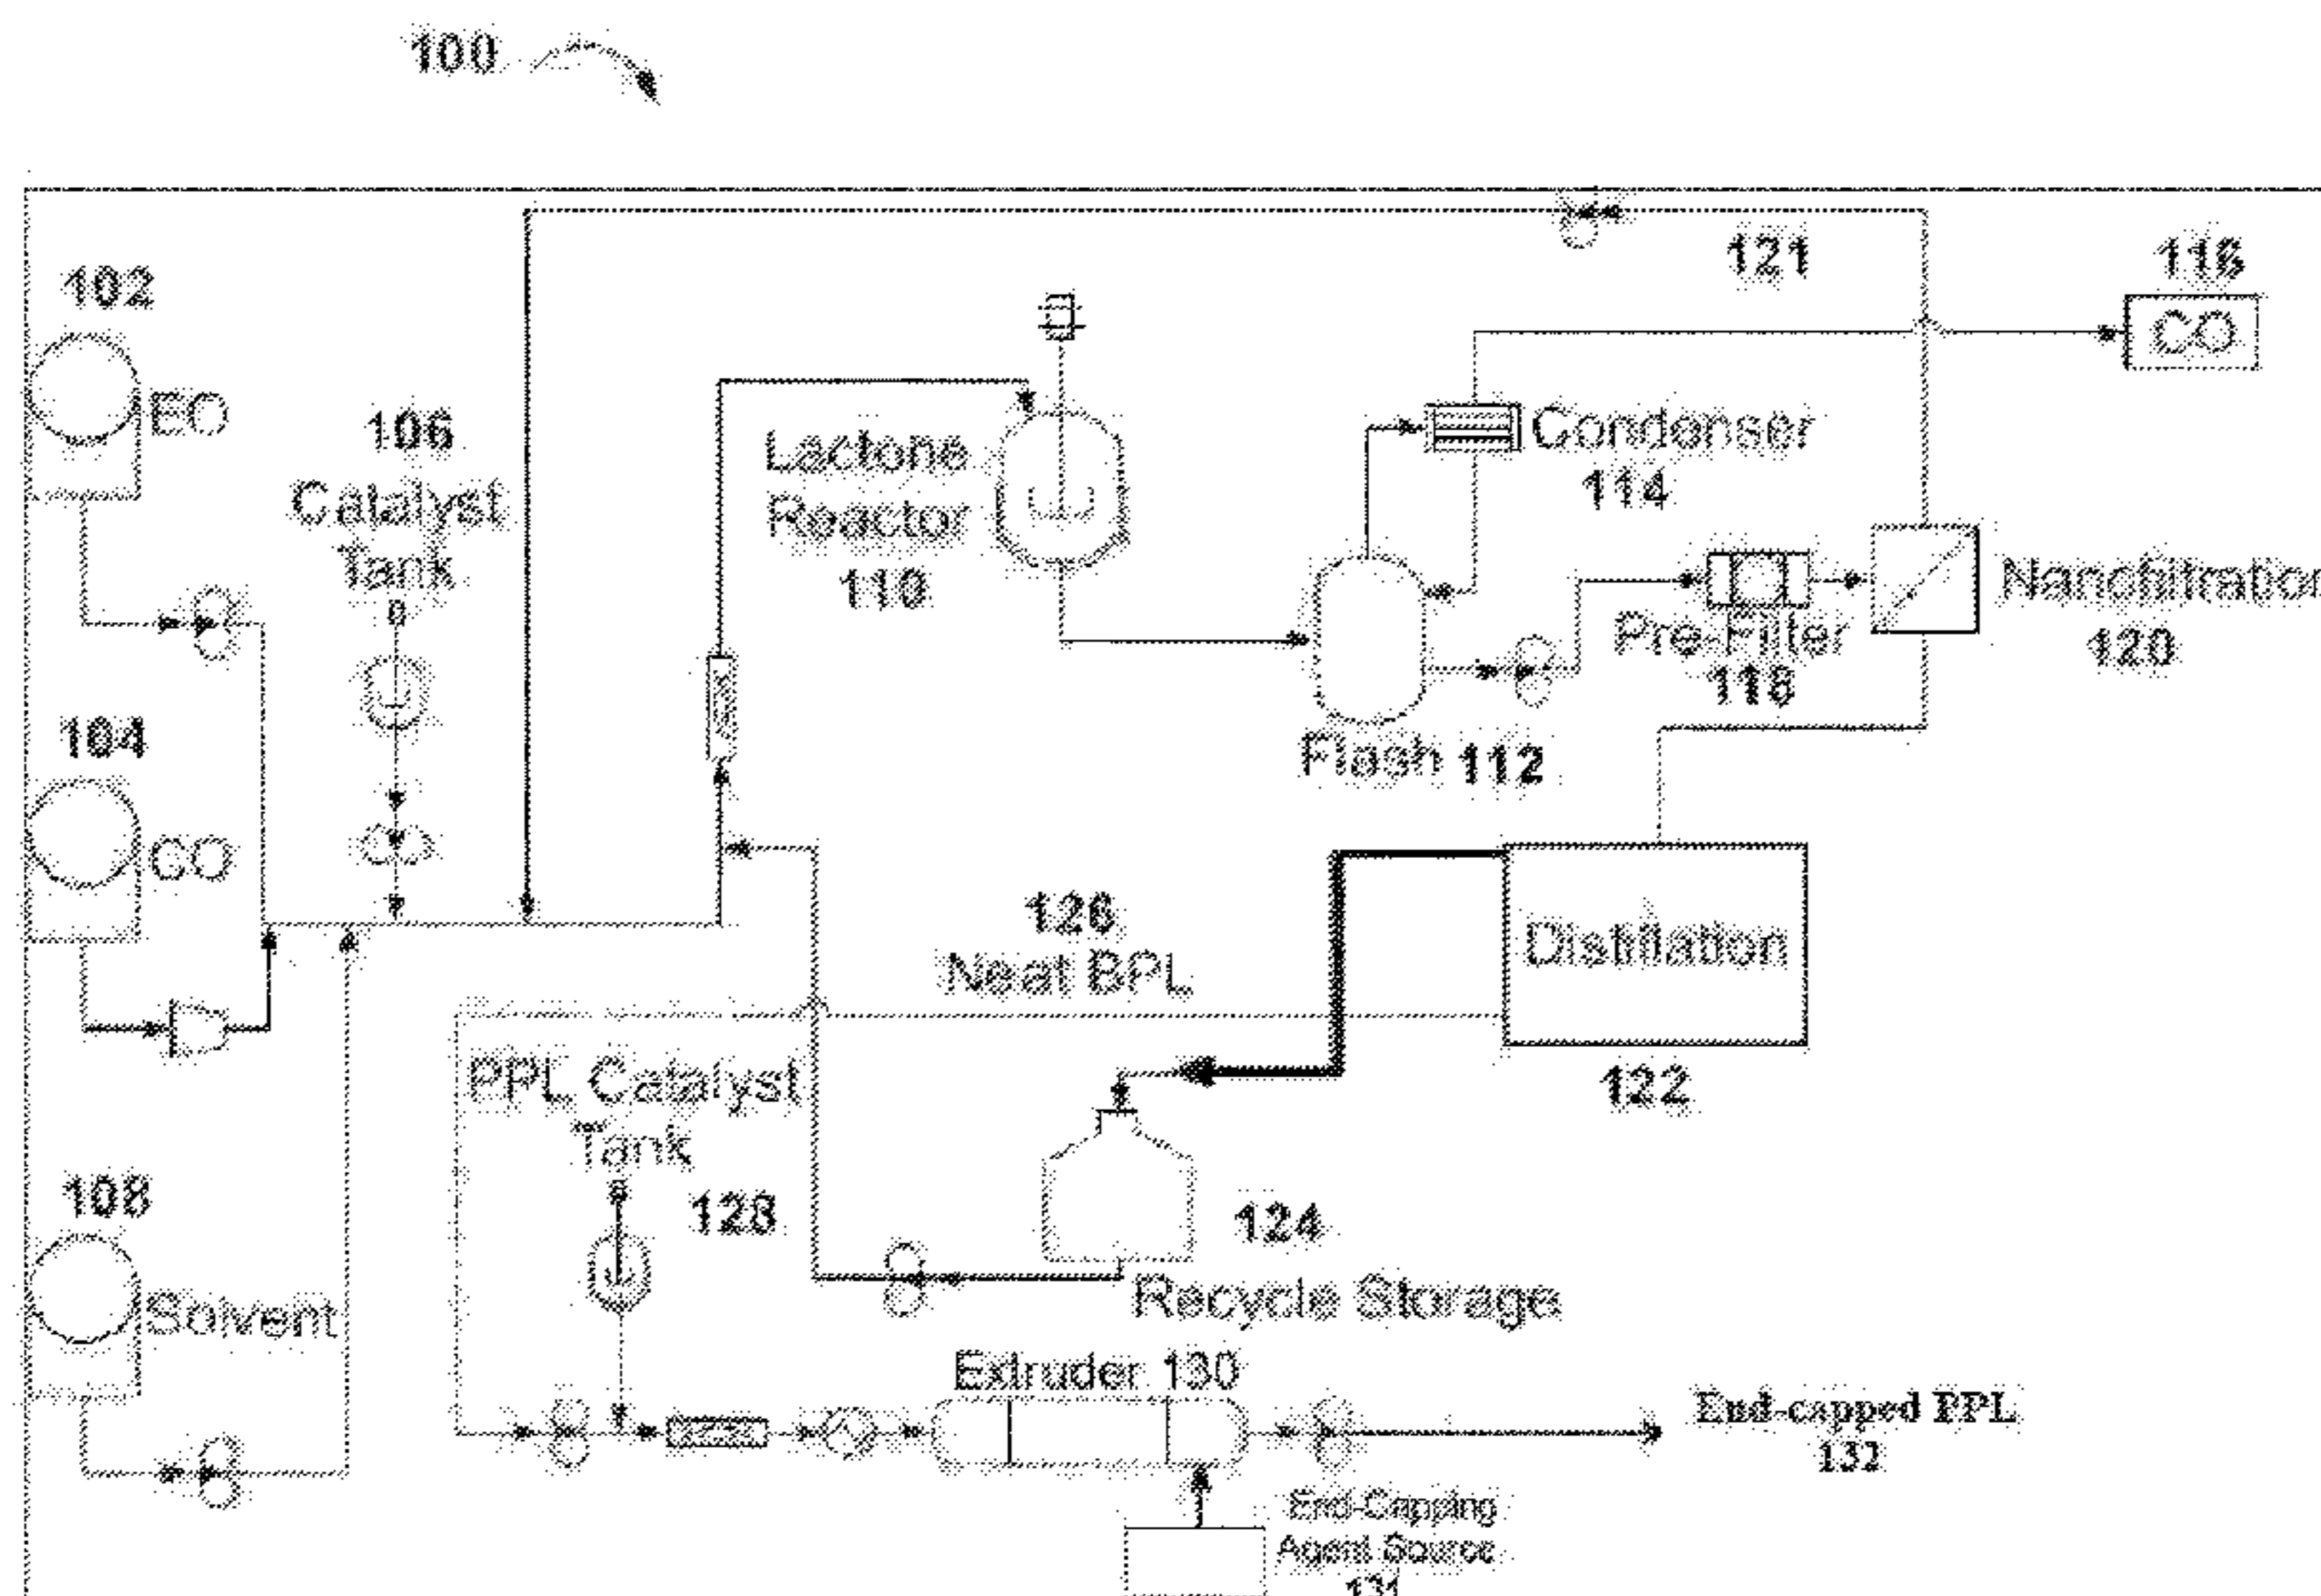 100
102
EO
106
Catalyst
Tank
104
CO
108
Solvent
Lactone
Reactor
110
121
116
CO
Condenser
114
Pre-Filter
118
Nanofiltration
120
Flash 112
Distillation
122
126
Neat BPL
PPL Catalyst
Tank
128
124
Recycle Storage
Extruder 130
End-capped PPL
132
End-Capping
Agent Source
131